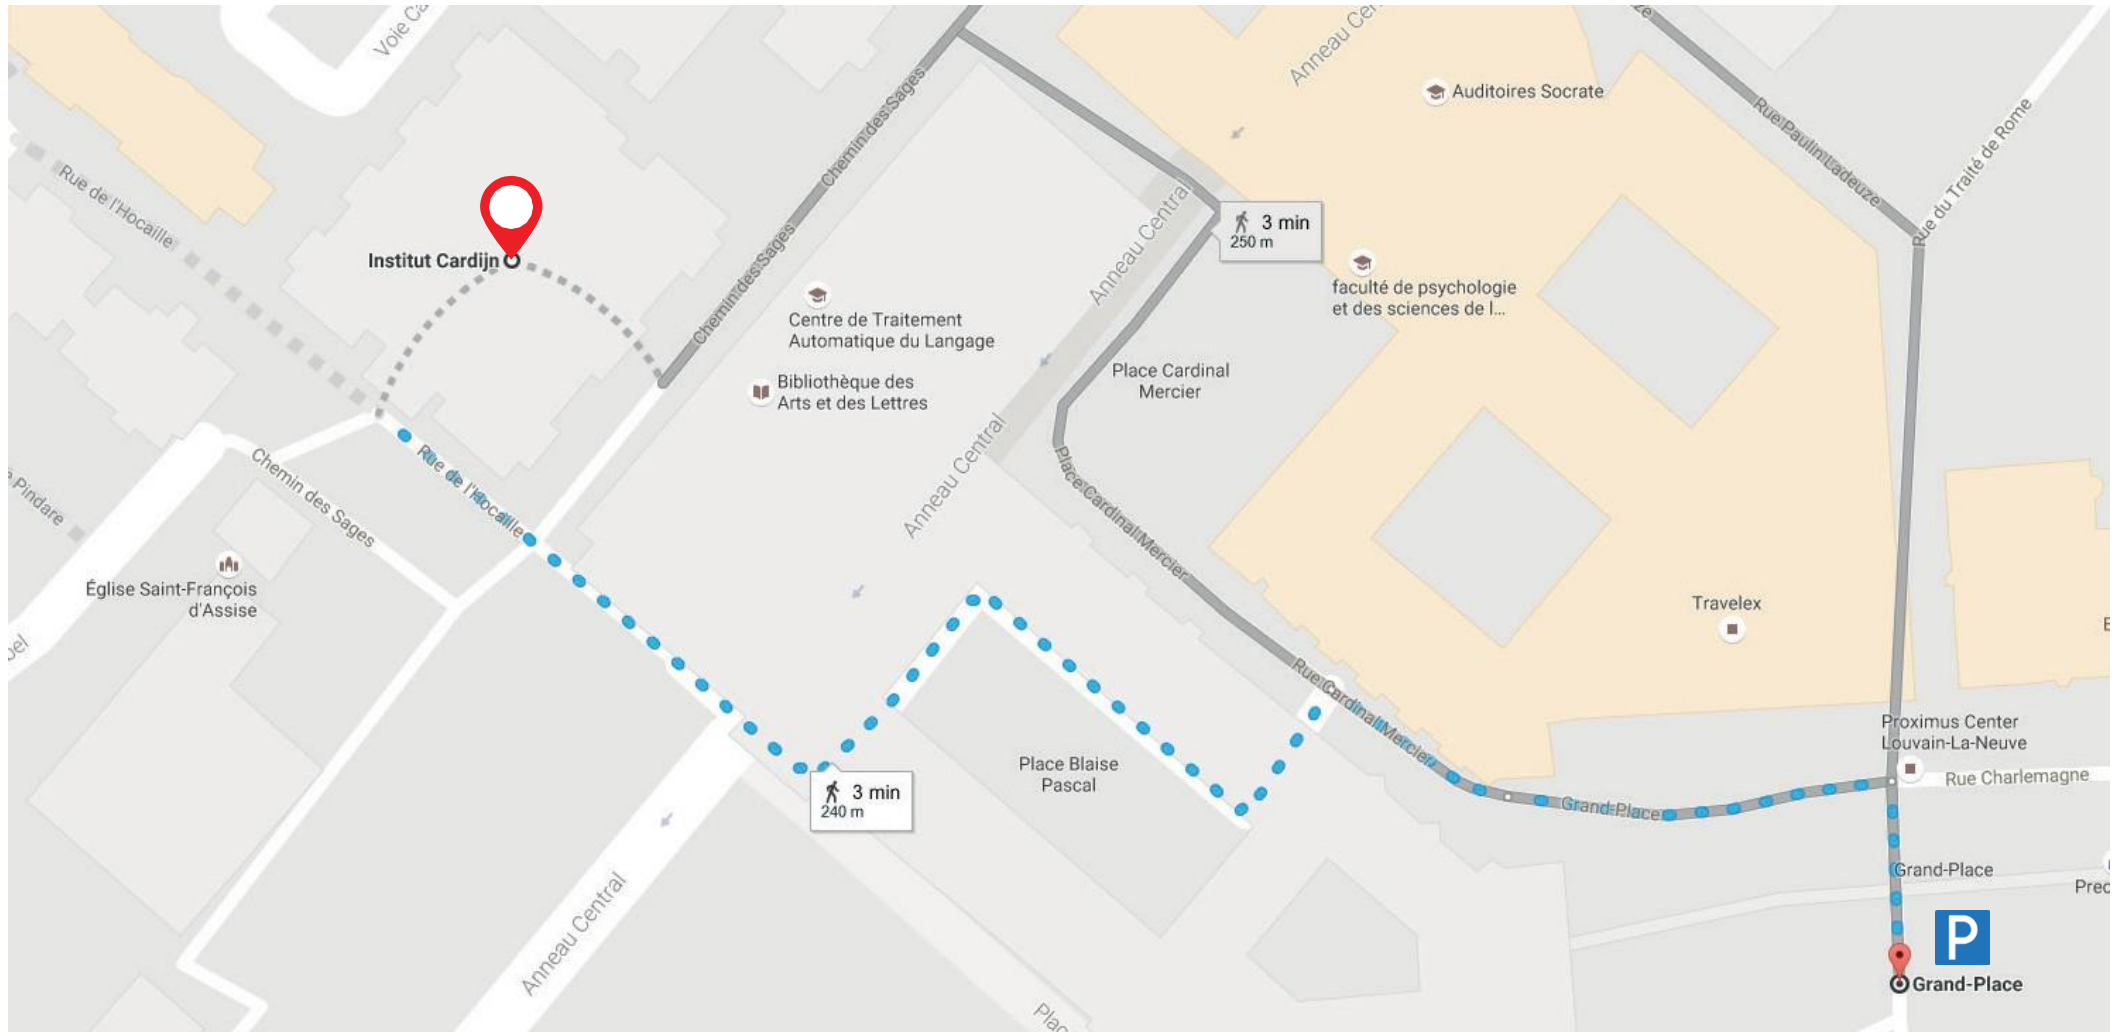 Voie Ca
Anneau Cen
Auditoires Socrate
Chemin des Sages
Rue Paulin Ladeuze
Rue du Traité de Rome
Rue de l'Hocaille
Institut Cardijn
Chemin des Sages
Anneau Central
3 min
250 m
faculté de psychologie
et des sciences de l...
Centre de Traitement
Automatique du Langage
Bibliothèque des
Arts et des Lettres
Place Cardinal
Mercier
Anneau Central
Place Cardinal Mercier
Rue de l'Hocaille
Chemin des Sages
Pindare
Église Saint-François
d'Assise
Travelex
Rue Cardinal Mercier
Place Blaise
Pascal
3 min
240 m
Proximus Center
Louvain-La-Neuve
Rue Charlemagne
Grand-Place
Grand-Place
Anneau Central
P
Grand-Place
Plac